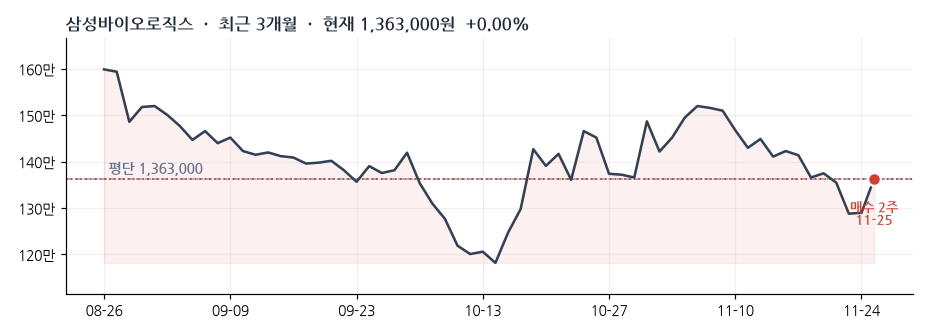 삼성바이오로직스 · 최근 3개월 · 현재 1,363,000원 +0.00%
160만
150만
140만
130만
120만
평단 1,363,000
매수 2주
11-25
08-26 09-09 09-23 10-13 10-27 11-10 11-24